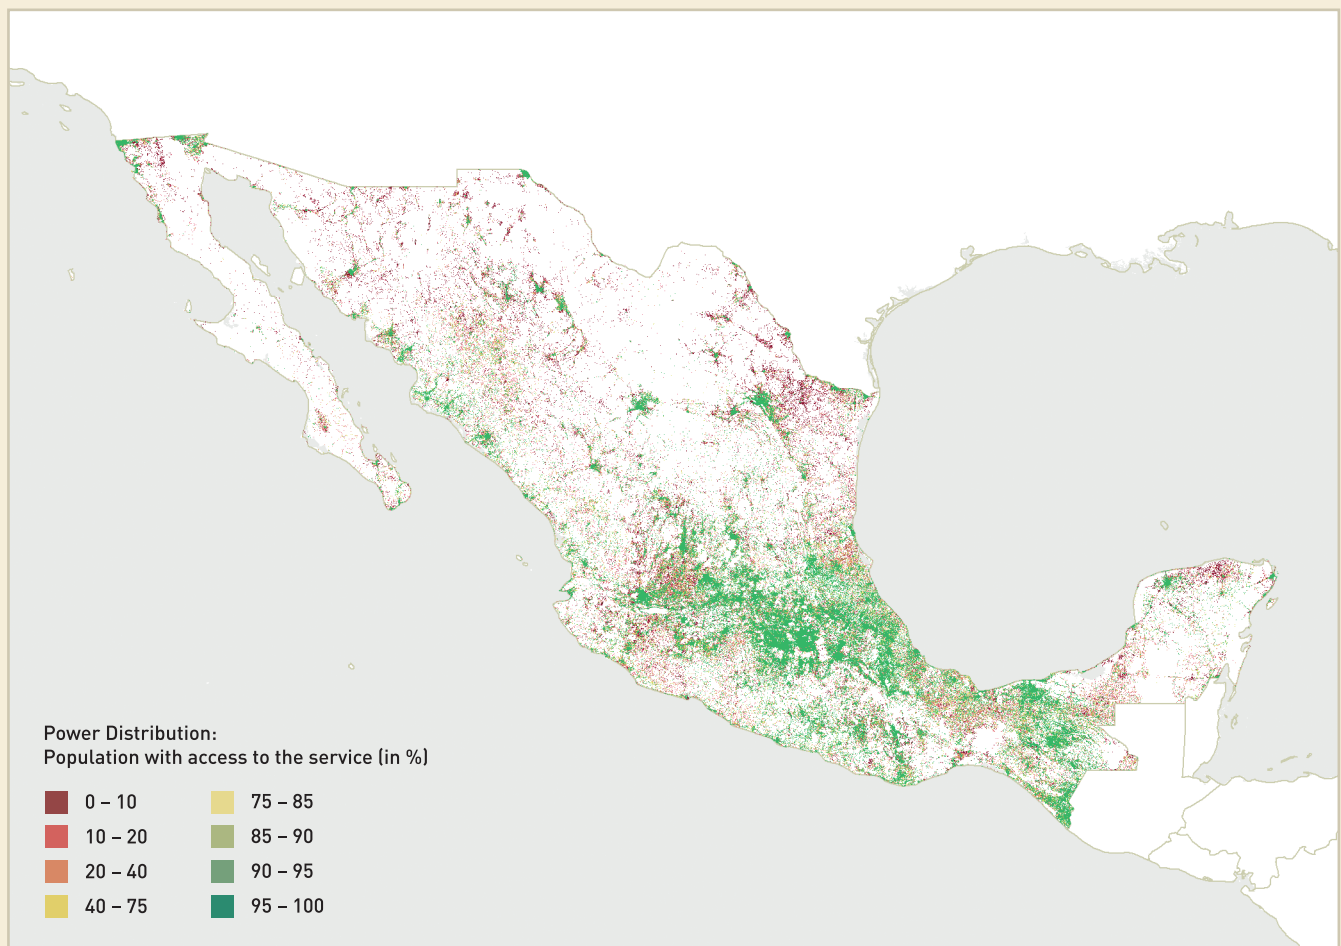 Power Distribution:
Population with access to the service (in %)
0 – 10
10 – 20
20 – 40
40 – 75
75 – 85
85 – 90
90 – 95
95 – 100